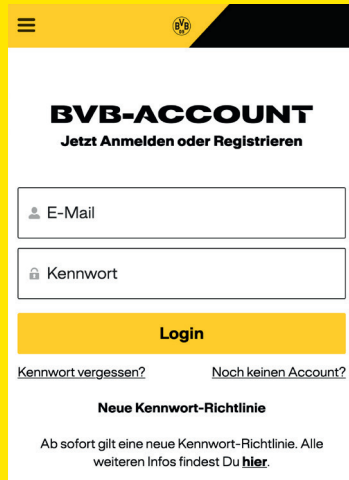 BVB
09
BVB-ACCOUNT
Jetzt Anmelden oder Registrieren
E-Mail
Kennwort
Login
Kennwort vergessen? Noch keinen Account?
Neue Kennwort-Richtlinie
Ab sofort gilt eine neue Kennwort-Richtlinie. Alle
weiteren Infos findest Du hier.